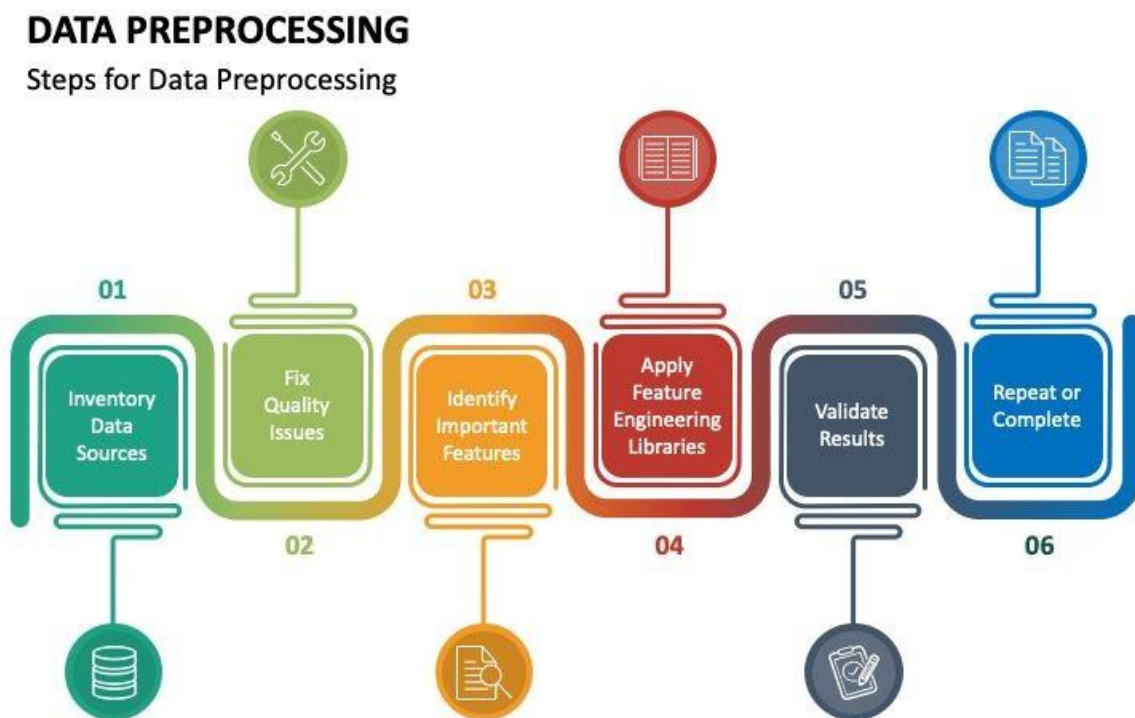 DATA PREPROCESSING
Steps for Data Preprocessing
01
Inventory
Data
Sources
02
Fix
Quality
Issues
03
Identify
Important
Features
04
Apply
Feature
Engineering
Libraries
05
Validate
Results
06
Repeat or
Complete